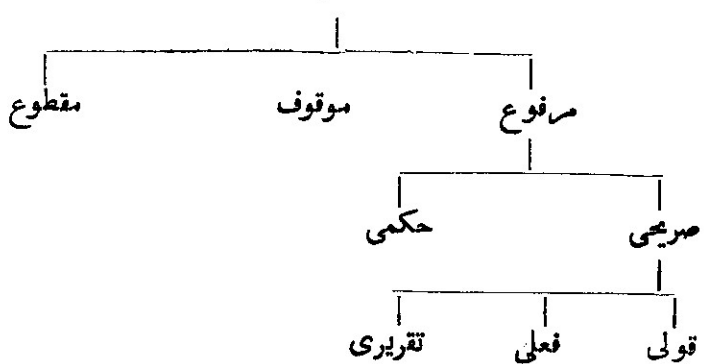 مرفوع موقوف مقطوع
صریحی حکمی
قولی فعلی تقریری